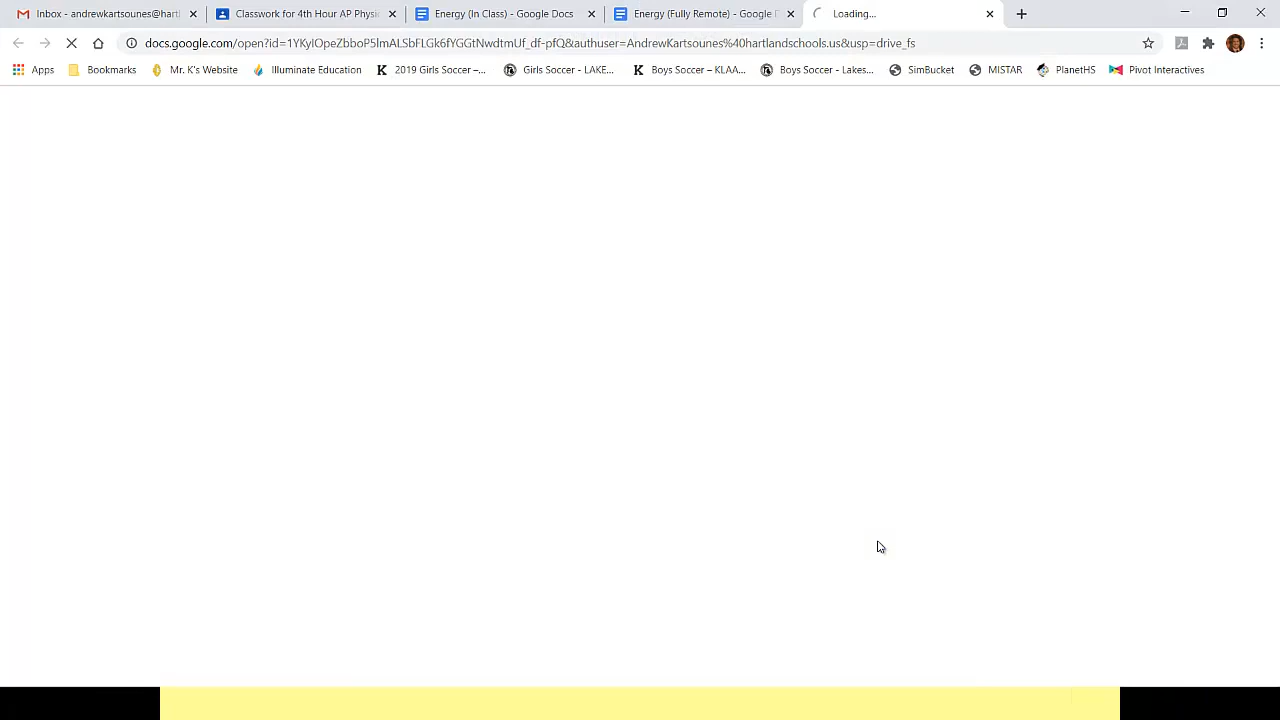 Inbox - andrewkartsounes@hartl
Classwork for 4th Hour AP Physi
Energy (In Class) - Google Docs
Energy (Fully Remote) - Google D
Loading...
docs.google.com/open?id=1YKyIOpeZbboP5lmALSbFLGk6fYGGtNwdtmUf_df-pfQ&authuser=AndrewKartsounes%40hartlandschools.us&usp=drive_fs
Apps
Bookmarks
Mr. K's Website
Illuminate Education
2019 Girls Soccer –...
Girls Soccer - LAKE...
Boys Soccer – KLAA...
Boys Soccer - Lakes...
SimBucket
MISTAR
PlanetHS
Pivot Interactives